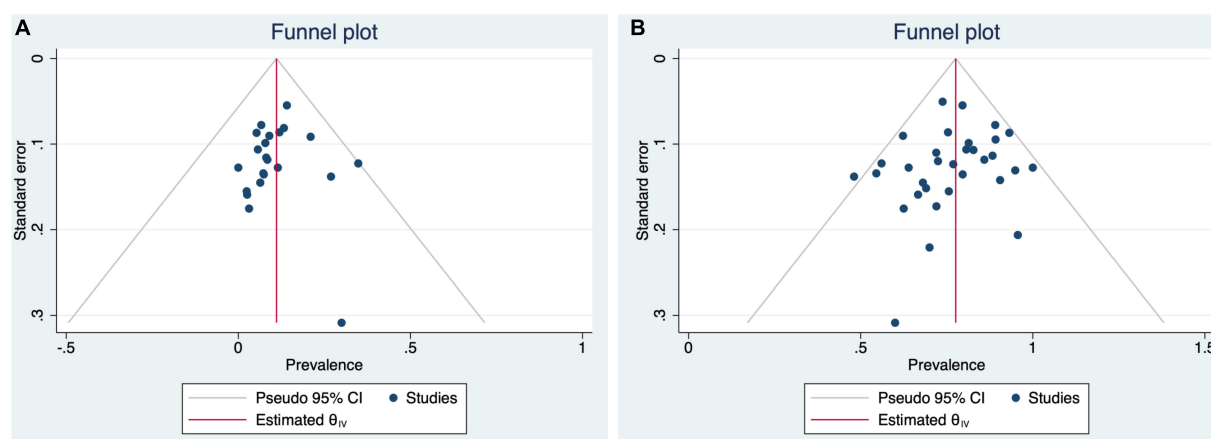 A
Funnel plot
Standard error
0
.1
.2
.3
-.5
0
.5
1
Prevalence
Pseudo 95% CI
Studies
Estimated θIV
B
Funnel plot
Standard error
0
.1
.2
.3
0
.5
1
1.5
Prevalence
Pseudo 95% CI
Studies
Estimated θIV